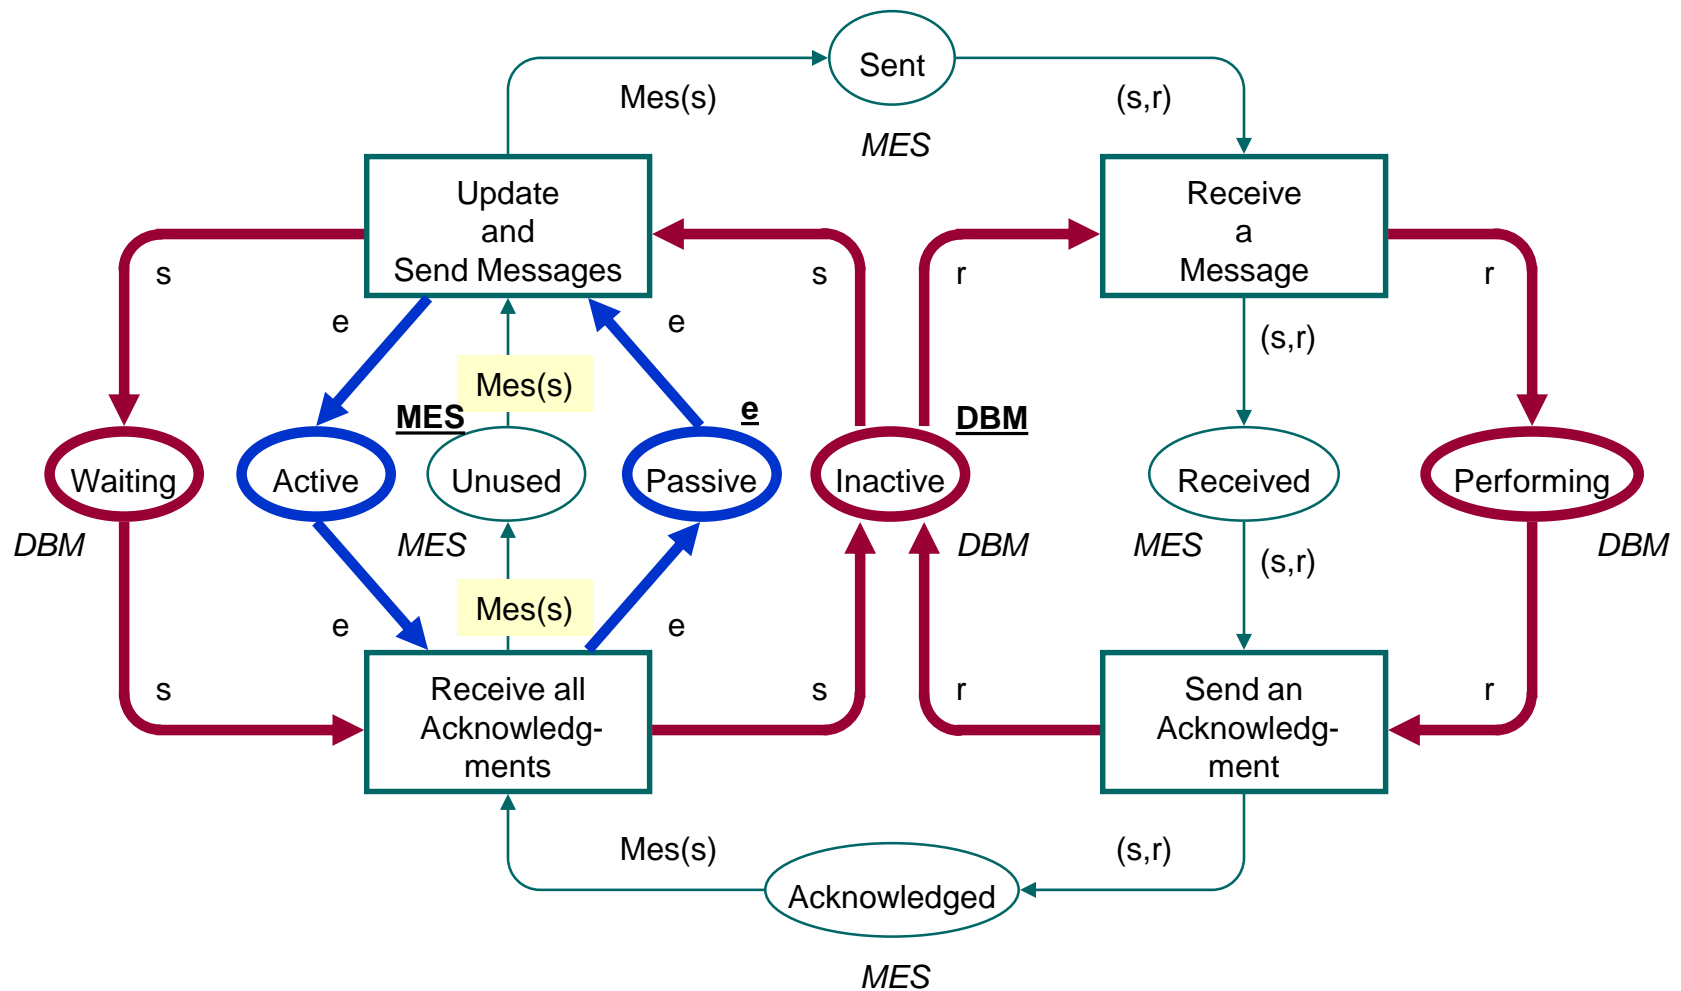 Sent
Mes(s)
(s,r)
MES
Update
and
Send Messages
Receive
a
Message
s
s
r
r
e
e
(s,r)
Mes(s)
MES
e
DBM
Waiting
Active
Unused
Passive
Inactive
Received
Performing
DBM
MES
DBM
MES
DBM
(s,r)
Mes(s)
e
e
s
s
r
r
Receive all
Acknowledg-
ments
Send an
Acknowledg-
ment
Mes(s)
(s,r)
Acknowledged
MES